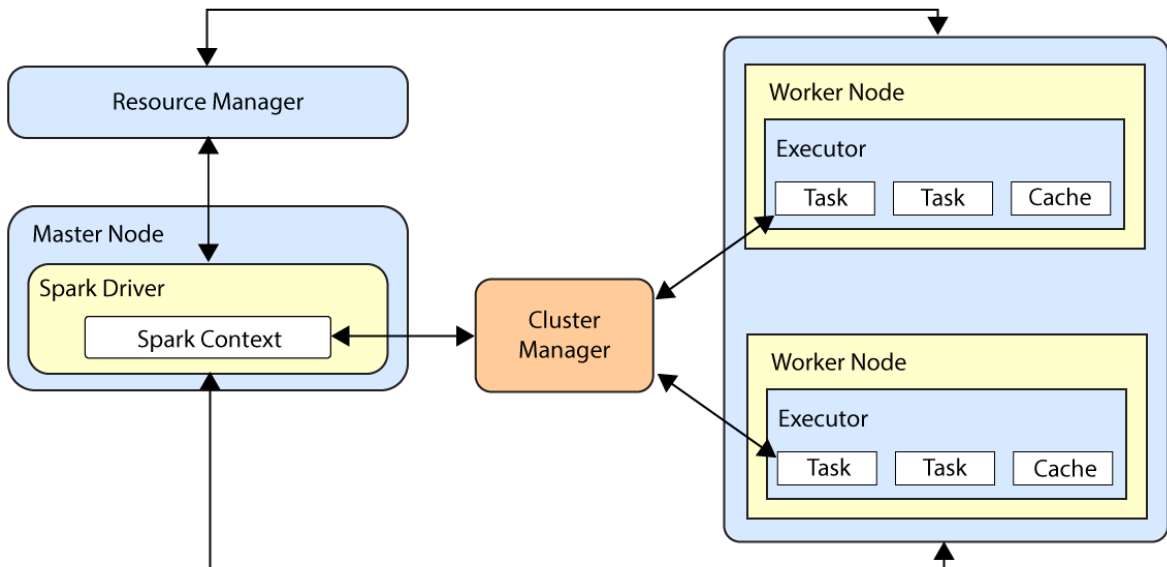 Resource Manager
Master Node
Spark Driver
Spark Context
Cluster
Manager
Worker Node
Executor
Task
Task
Cache
Worker Node
Executor
Task
Task
Cache